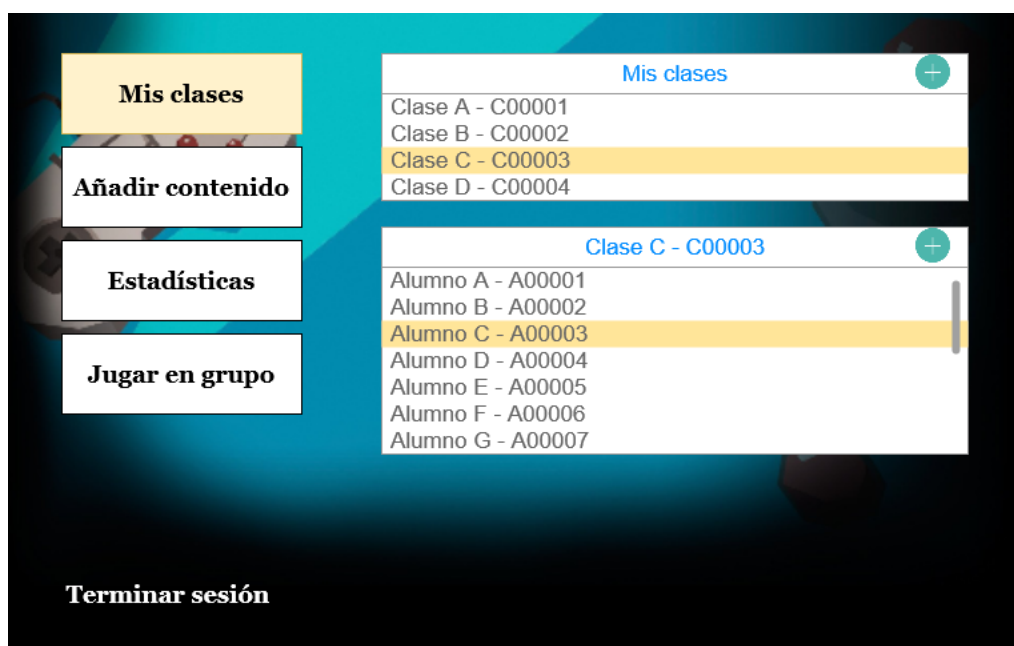 Mis clases
Añadir contenido
Estadísticas
Jugar en grupo
Terminar sesión
Mis clases
Clase A - C00001
Clase B - C00002
Clase C - C00003
Clase D - C00004
Clase C - C00003
Alumno A - A00001
Alumno B - A00002
Alumno C - A00003
Alumno D - A00004
Alumno E - A00005
Alumno F - A00006
Alumno G - A00007